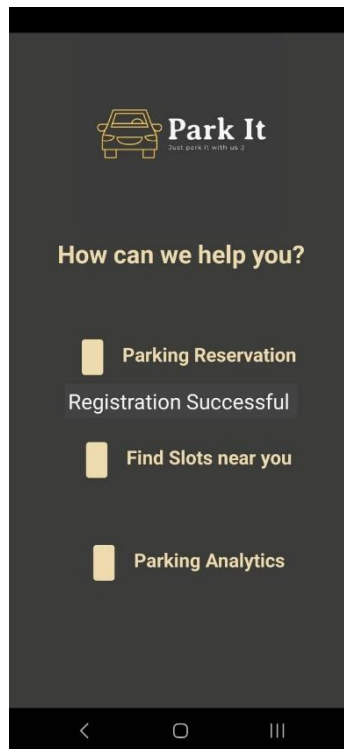 Park It
Just park it with us :)
How can we help you?
Parking Reservation
Registration Successful
Find Slots near you
Parking Analytics